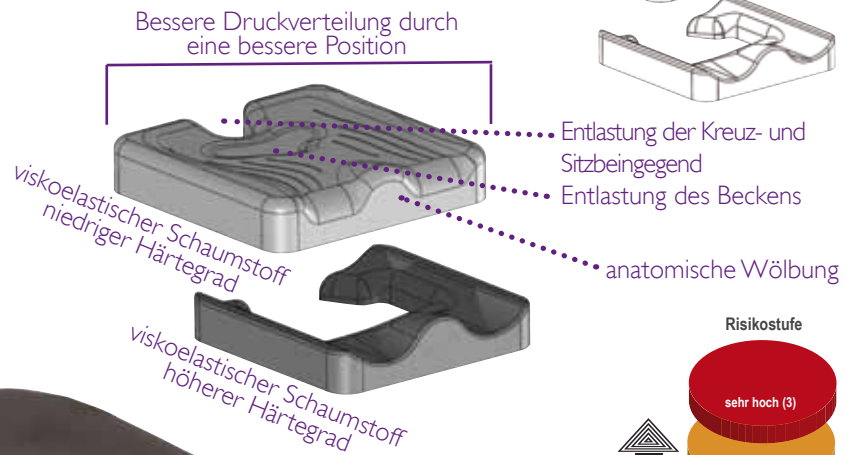 Bessere Druckverteilung durch
eine bessere Position
Entlastung der Kreuz- und
Sitzbeingegend
Entlastung des Beckens
anatomische Wölbung
viskoelastischer Schaumstoff
niedriger Härtegrad
viskoelastischer Schaumstoff
höherer Härtegrad
Risikostufe
sehr hoch (3)